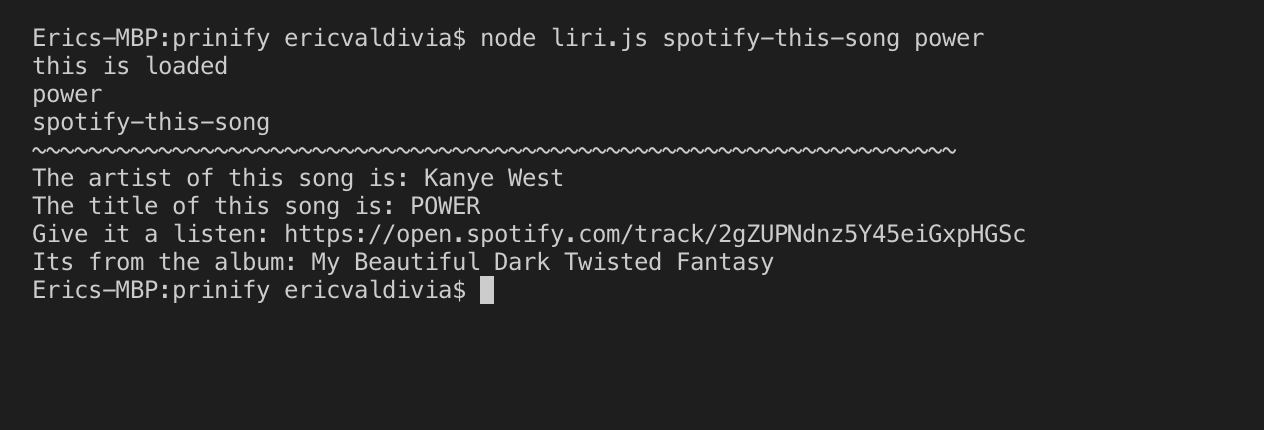 Erics-MBP:prinify ericvaldivia$ node liri.js spotify-this-song power
this is loaded
power
spotify-this-song
~~~~~~~~~~~~~~~~~~~~~~~~~~~~~~~~~~~~~~~~~~~~~~~~~~~~~~~~~~~~~~~~~~
The artist of this song is: Kanye West
The title of this song is: POWER
Give it a listen: https://open.spotify.com/track/2gZUPNdnz5Y45eiGxpHGSc
Its from the album: My Beautiful Dark Twisted Fantasy
Erics-MBP:prinify ericvaldivia$